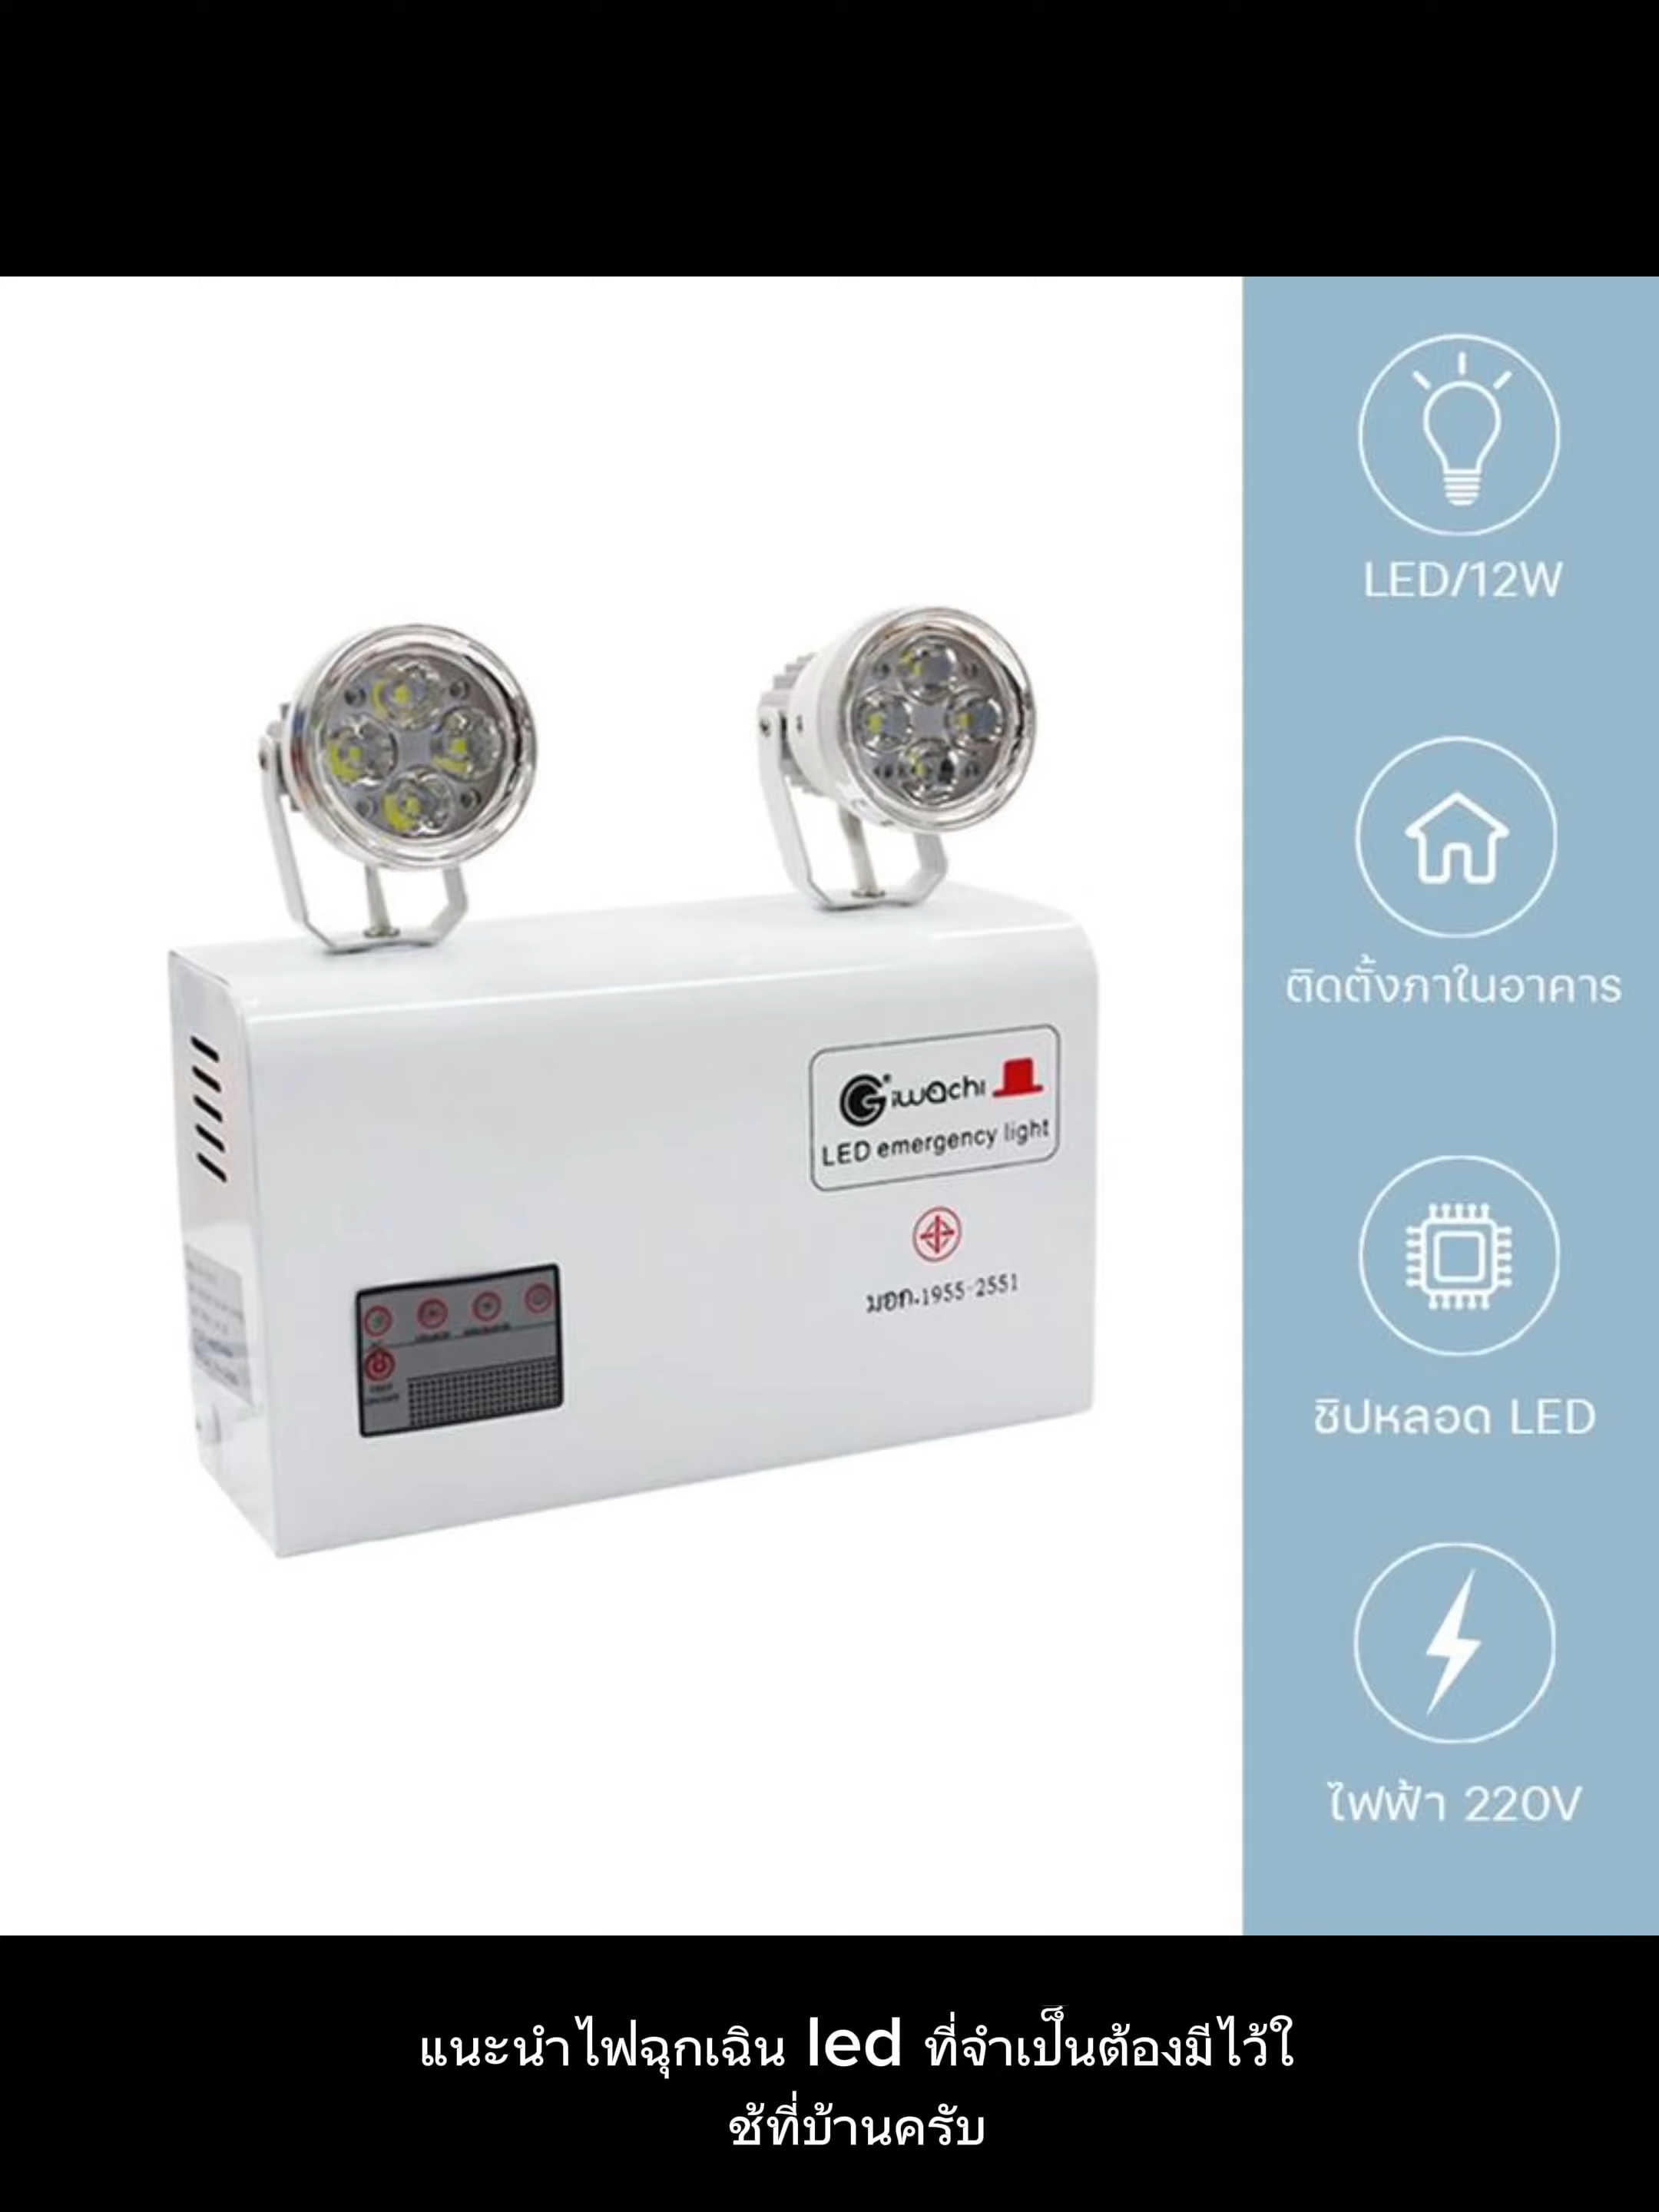 LED/12W
ติดตั้งภาในอาคาร
Giwachi
LED emergency light
มอก.1955-2551
ชิปหลอด LED
ไฟฟ้า 220V
แนะนำไฟฉุกเฉิน led ที่จำเป็นต้องมีไว้ใ
ช้ที่บ้านครับ